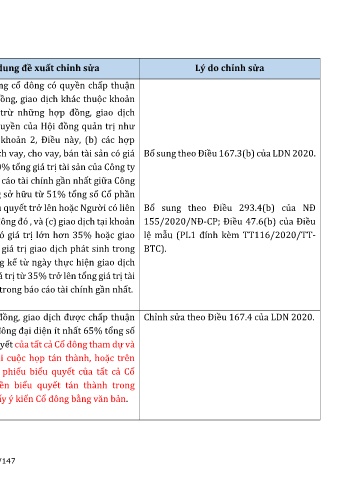 dung đề xuất chỉnh sửa
Lý do chỉnh sửa
ng cổ đông có quyền chấp thuận
đồng, giao dịch khác thuộc khoản
trừ những hợp đồng, giao dịch
quyền của Hội đồng quản trị như
khoản 2, Điều này, (b) các hợp
h vay, cho vay, bán tài sản có giá
% tổng giá trị tài sản của Công ty
cáo tài chính gần nhất giữa Công
sở hữu từ 51% tổng số Cổ phần
quyết trở lên hoặc Người có liên
ông đó , và (c) giao dịch tại khoản
ó giá trị lớn hơn 35% hoặc giao
giá trị giao dịch phát sinh trong
g kể từ ngày thực hiện giao dịch
trị từ 35% trở lên tổng giá trị tài
trong báo cáo tài chính gần nhất.
Bổ sung theo Điều 167.3(b) của LDN 2020.
Bổ sung theo Điều 293.4(b) của NĐ
155/2020/NĐ-CP; Điều 47.6(b) của Điều
lệ mẫu (PL1 đính kèm TT116/2020/TT-
BTC).
đồng, giao dịch được chấp thuận
đông đại diện ít nhất 65% tổng số
yết của tất cả Cổ đông tham dự và
i cuộc họp tán thành, hoặc trên
phiếu biểu quyết của tất cả Cổ
ền biểu quyết tán thành trong
ấy ý kiến Cổ đông bằng văn bản.
Chỉnh sửa theo Điều 167.4 của LDN 2020.
/147